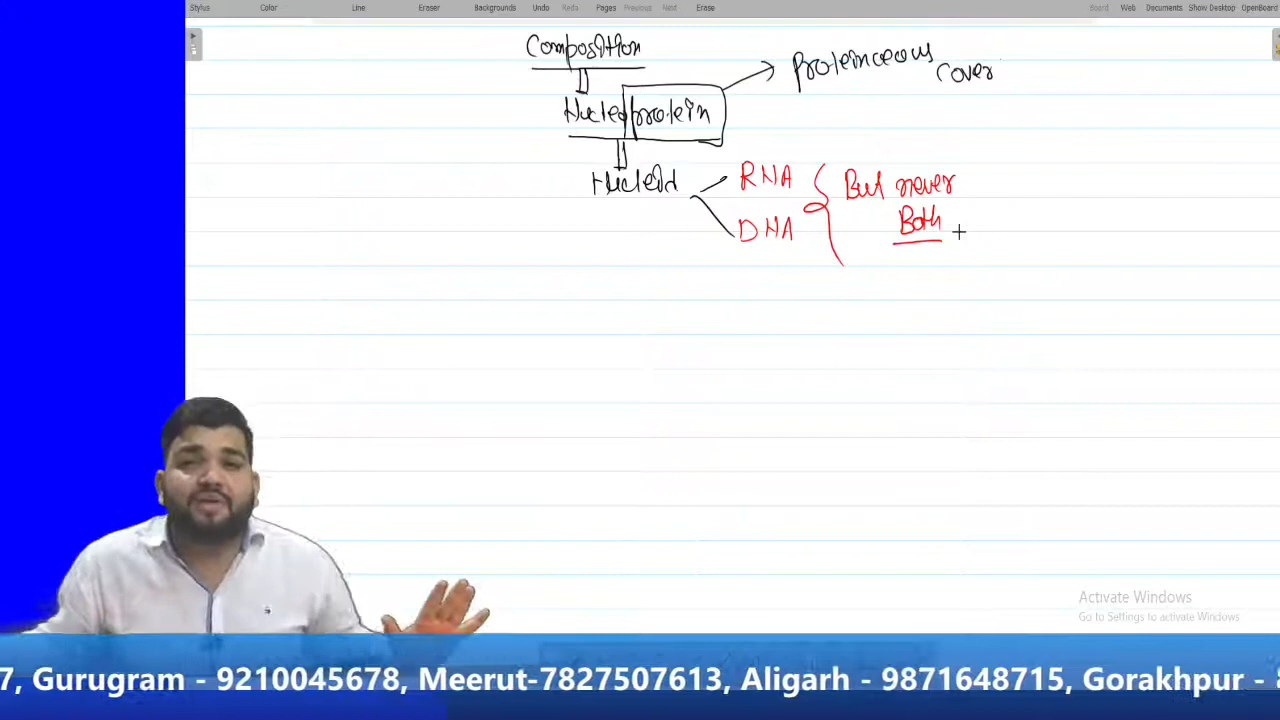 Stylus Color Line Eraser Backgrounds Undo Redo Pages Previous Next Erase Board Web Documents Show Desktop OpenBoard
Composition
Proteinceous
cover
Nucleoprotein
RNA
But never
Nucleid
Both
DNA
Activate Windows
Go to Settings to activate Windows.
7, Gurugram - 9210045678, Meerut-7827507613, Aligarh - 9871648715, Gorakhpur -